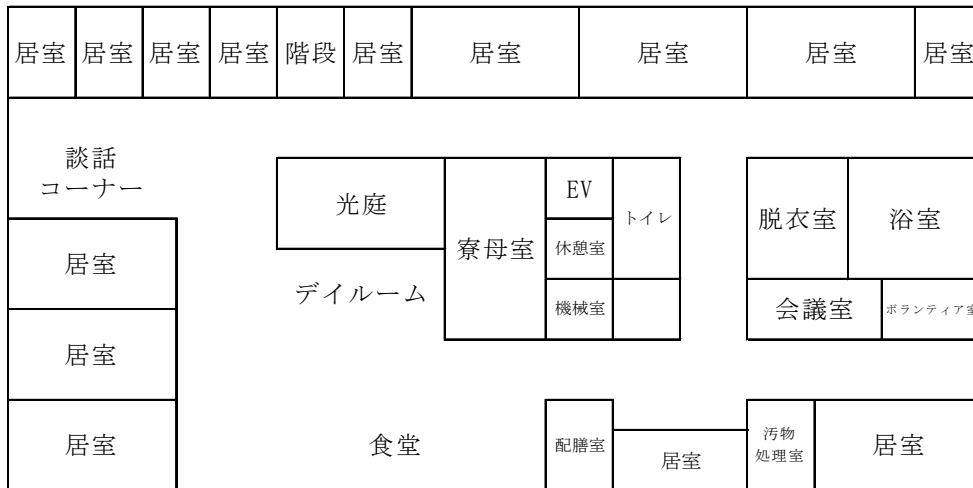 居室 居室 居室 居室 階段 居室 居室 居室 居室 居室
談話
コーナー
光庭
寮母室
EV
トイレ
休憩室
機械室
脱衣室
浴室
居室
デイルーム
会議室
ボランティア室
居室
居室
食堂
配膳室
居室
汚物
処理室
居室